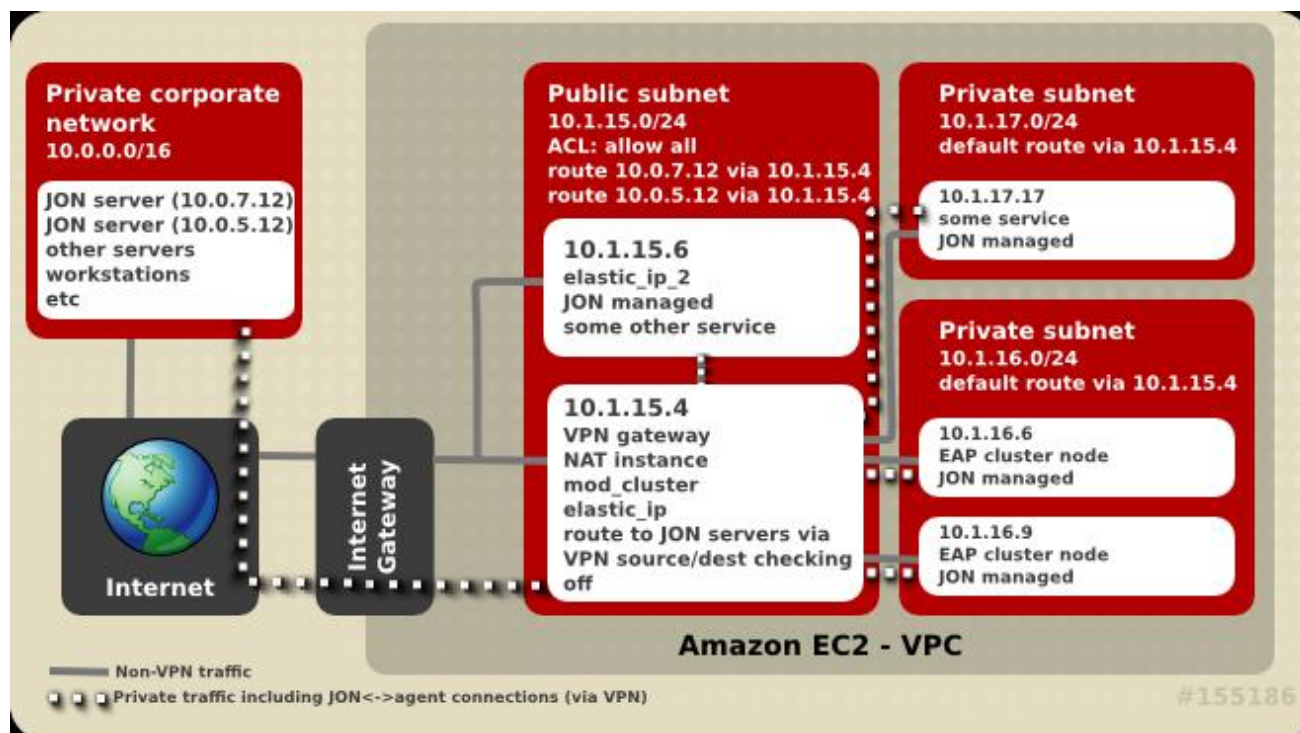 Private corporate
network
10.0.0.0/16
JON server (10.0.7.12)
JON server (10.0.5.12)
other servers
workstations
etc
Internet
Internet
Gateway
Public subnet
10.1.15.0/24
ACL: allow all
route 10.0.7.12 via 10.1.15.4
route 10.0.5.12 via 10.1.15.4
10.1.15.6
elastic_ip_2
JON managed
some other service
10.1.15.4
VPN gateway
NAT instance
mod_cluster
elastic_ip
route to JON servers via
VPN source/dest checking
off
Private subnet
10.1.17.0/24
default route via 10.1.15.4
10.1.17.17
some service
JON managed
Private subnet
10.1.16.0/24
default route via 10.1.15.4
10.1.16.6
EAP cluster node
JON managed
10.1.16.9
EAP cluster node
JON managed
Amazon EC2 - VPC
Non-VPN traffic
Private traffic including JON<->agent connections (via VPN)
#155186